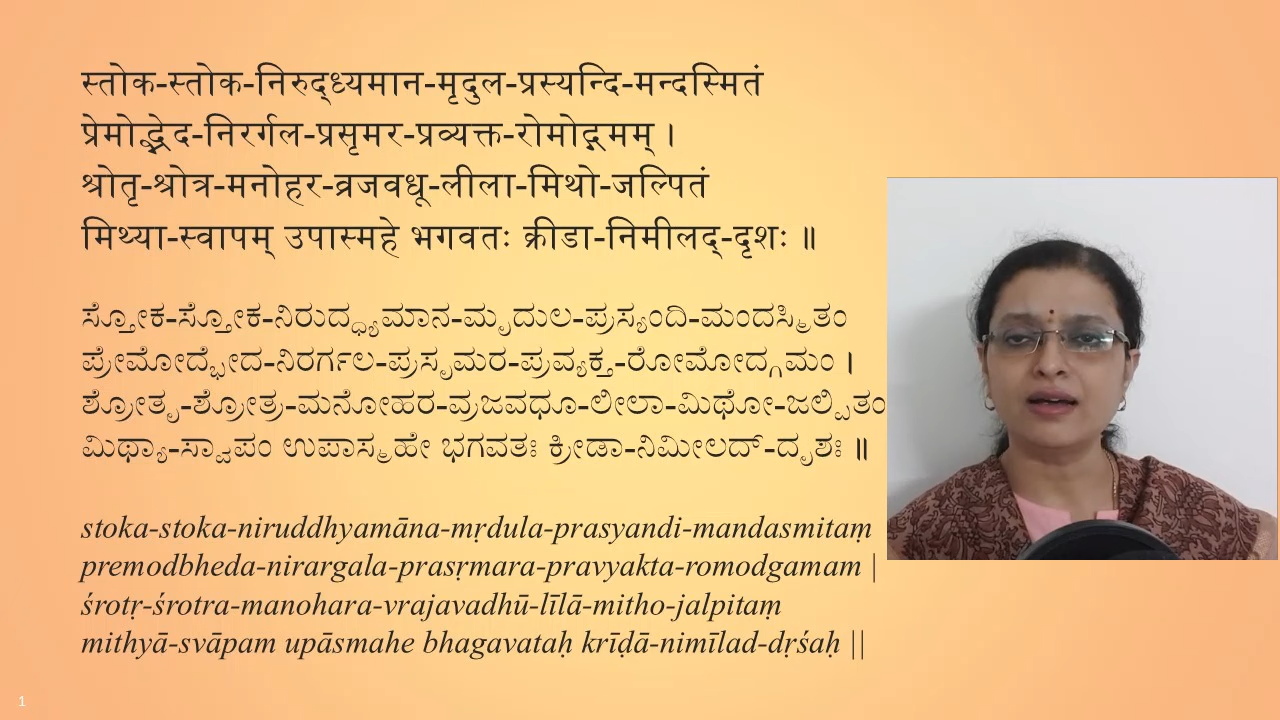 स्तोक-स्तोक-निरुद्ध्यमान-मृदुल-प्रस्यन्दि-मन्दस्मितं
प्रेमोद्भेद-निरर्गल-प्रसृमर-प्रव्यक्त-रोमोद्गमम् ।
श्रोतृ-श्रोत्र-मनोहर-व्रजवधू-लीला-मिथो-जल्पितं
मिथ्या-स्वापम् उपास्महे भगवतः क्रीडा-निमीलद्-दृशः ॥
ಸ್ತೋಕ-ಸ್ತೋಕ-ನಿರುದಧ್ಯಮಾನ-ಮೃದುಲ-ಪ್ರಸ್ಯಂದಿ-ಮಂದಸ್ಮಿತಂ
ಪ್ರೇಮೋದ್ಭೇದ-ನಿರರ್ಗಲ-ಪ್ರಸೃಮರ-ಪ್ರವ್ಯಕ್ತ-ರೋಮೋದ್ಗಮಂ ।
ಶ್ರೋತೃ-ಶ್ರೋತ್ರ-ಮನೋಹರ-ವ್ರಜವಧೂ-ಲೀಲಾ-ಮಿಥೋ-ಜಲ್ಪಿತಂ
ಮಿಥ್ಯಾ-ಸ್ವಾಪಂ ಉಪಾಸ್ಮಹೇ ಭಗವತಃ ಕ್ರೀಡಾ-ನಿಮೀಲದ್-ದೃಶಃ ॥
stoka-stoka-niruddhyamāna-mṛdula-prasyandi-mandasmitaṃ
premodbheda-nirargala-prasṛmara-pravyakta-romodgamam |
śrotṛ-śrotra-manohara-vrajavadhū-līlā-mitho-jalpitaṃ
mithyā-svāpam upāsmahe bhagavataḥ krīḍā-nimīlad-dṛśaḥ ||
1